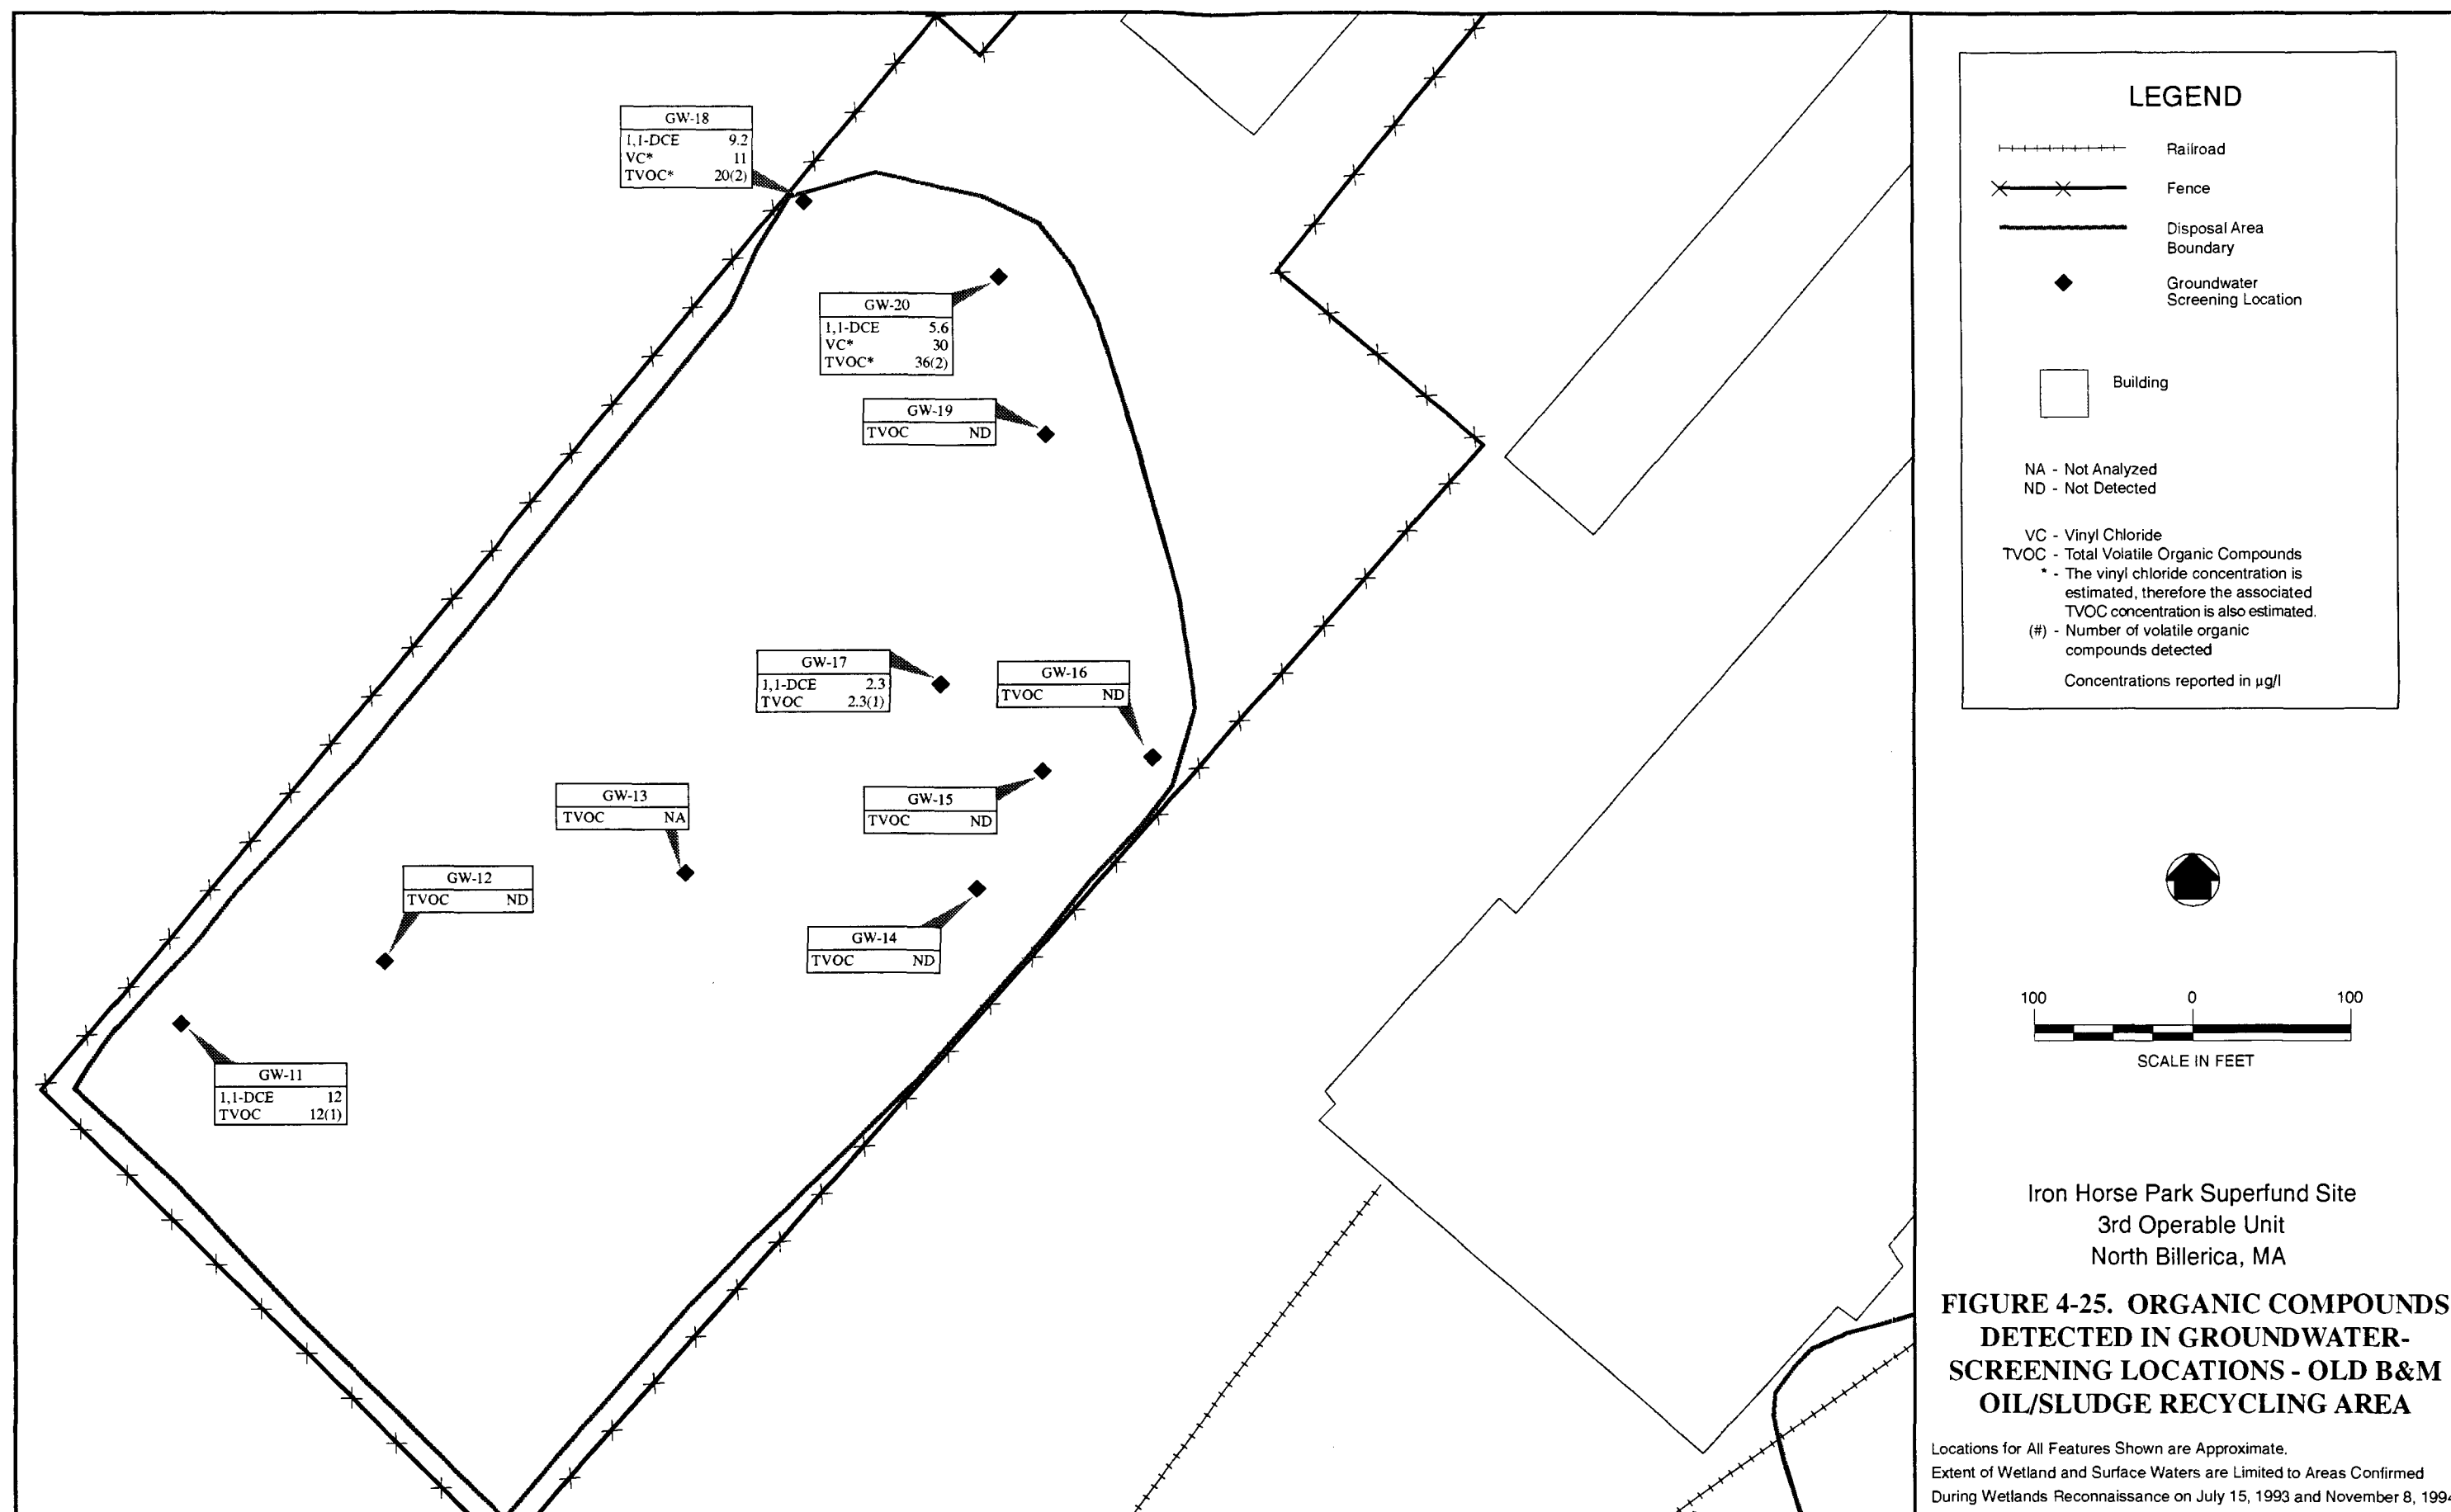 GW-18
1,1-DCE 9.2
VC* 11
TVOC* 20(2)
GW-20
1,1-DCE 5.6
VC* 30
TVOC* 36(2)
GW-19
TVOC ND
GW-17
1,1-DCE 2.3
TVOC 2.3(1)
GW-16
TVOC ND
GW-13
TVOC NA
GW-15
TVOC ND
GW-12
TVOC ND
GW-14
TVOC ND
GW-11
1,1-DCE 12
TVOC 12(1)
LEGEND
Railroad
Fence
Disposal Area
Boundary
Groundwater
Screening Location
Building
NA - Not Analyzed
ND - Not Detected
VC - Vinyl Chloride
TVOC - Total Volatile Organic Compounds
* - The vinyl chloride concentration is
estimated, therefore the associated
TVOC concentration is also estimated.
(#) - Number of volatile organic
compounds detected
Concentrations reported in µg/l
100 0 100
SCALE IN FEET
Iron Horse Park Superfund Site
3rd Operable Unit
North Billerica, MA
FIGURE 4-25. ORGANIC COMPOUNDS
DETECTED IN GROUNDWATER-
SCREENING LOCATIONS - OLD B&M
OIL/SLUDGE RECYCLING AREA
Locations for All Features Shown are Approximate.
Extent of Wetland and Surface Waters are Limited to Areas Confirmed
During Wetlands Reconnaissance on July 15, 1993 and November 8, 1994